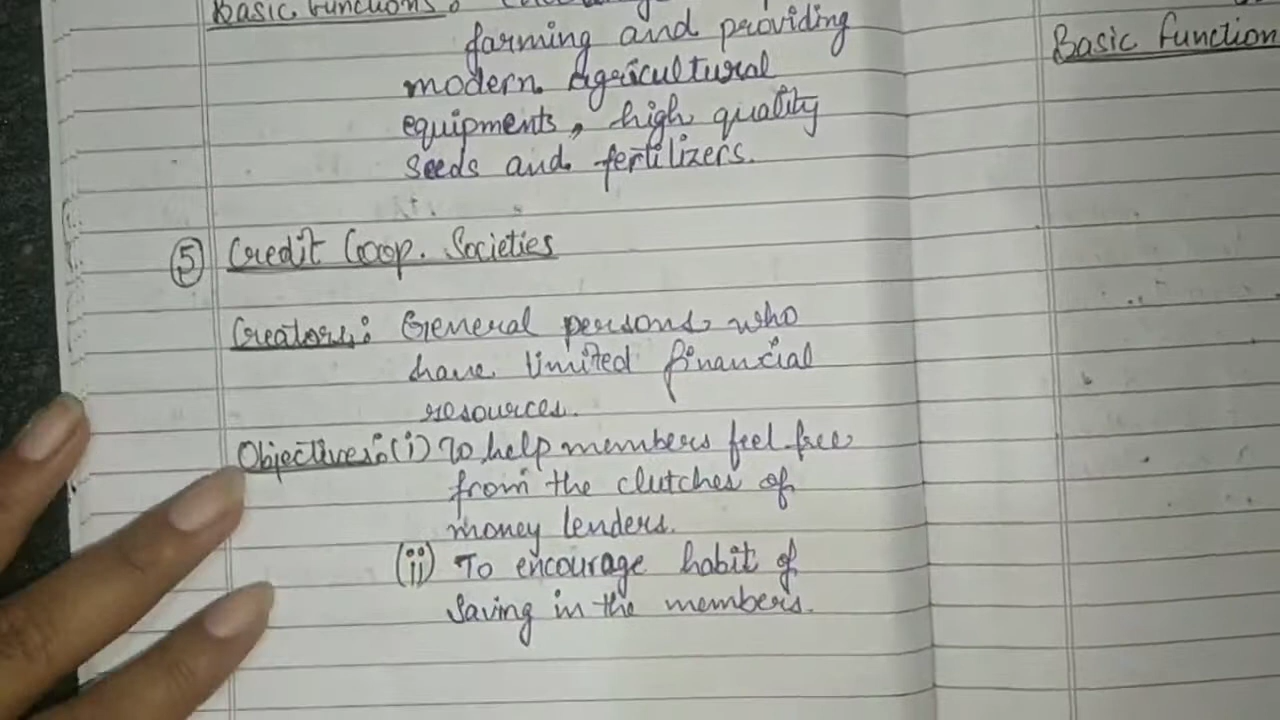 Basic Functions:
farming and providing
modern agricultural
equipments, high quality
seeds and fertilizers.
⑤ Credit Coop. Societies
Creators: General persons who
have limited financial
resources.
Objectives: (i) To help members feel free
from the clutches of
money lenders.
(ii) To encourage habit of
saving in the members.
Basic Function